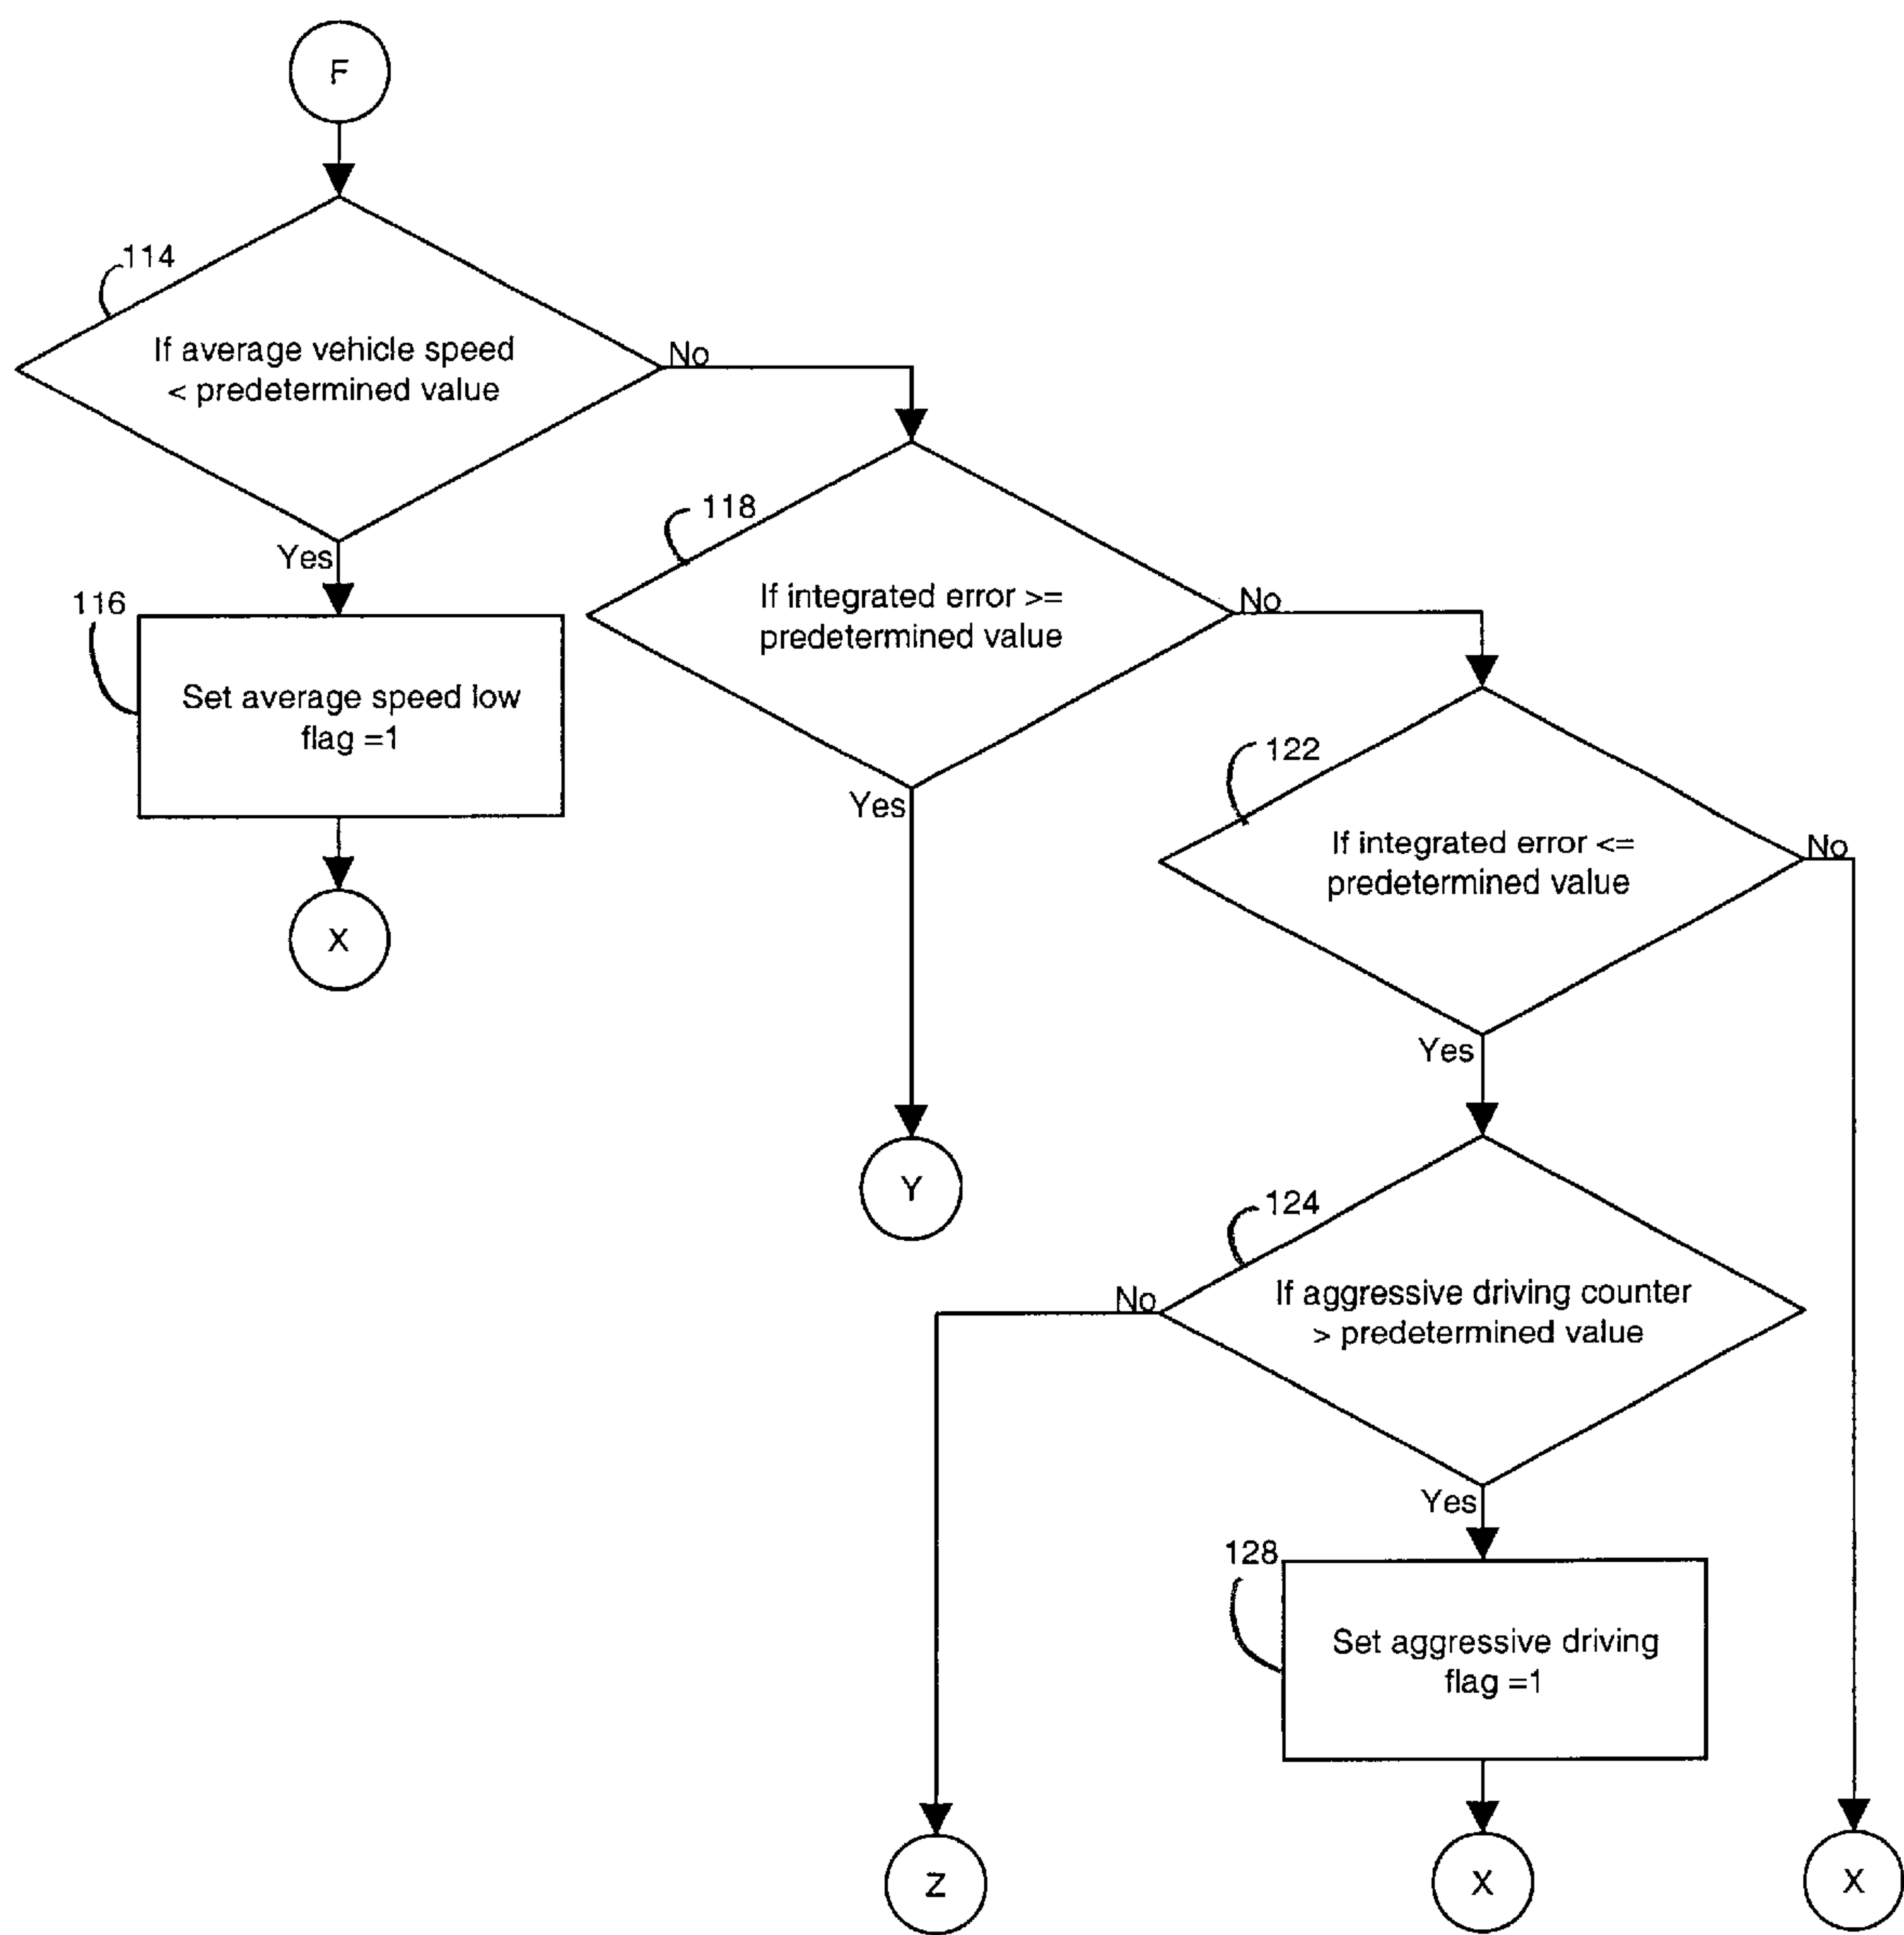 F
114
If average vehicle speed
< predetermined value
No
Yes
116
Set average speed low
flag =1
X
118
If integrated error >=
predetermined value
No
Yes
Y
122
If integrated error <=
predetermined value
No
Yes
124
If aggressive driving counter
> predetermined value
No
Yes
128
Set aggressive driving
flag =1
Z
X
X